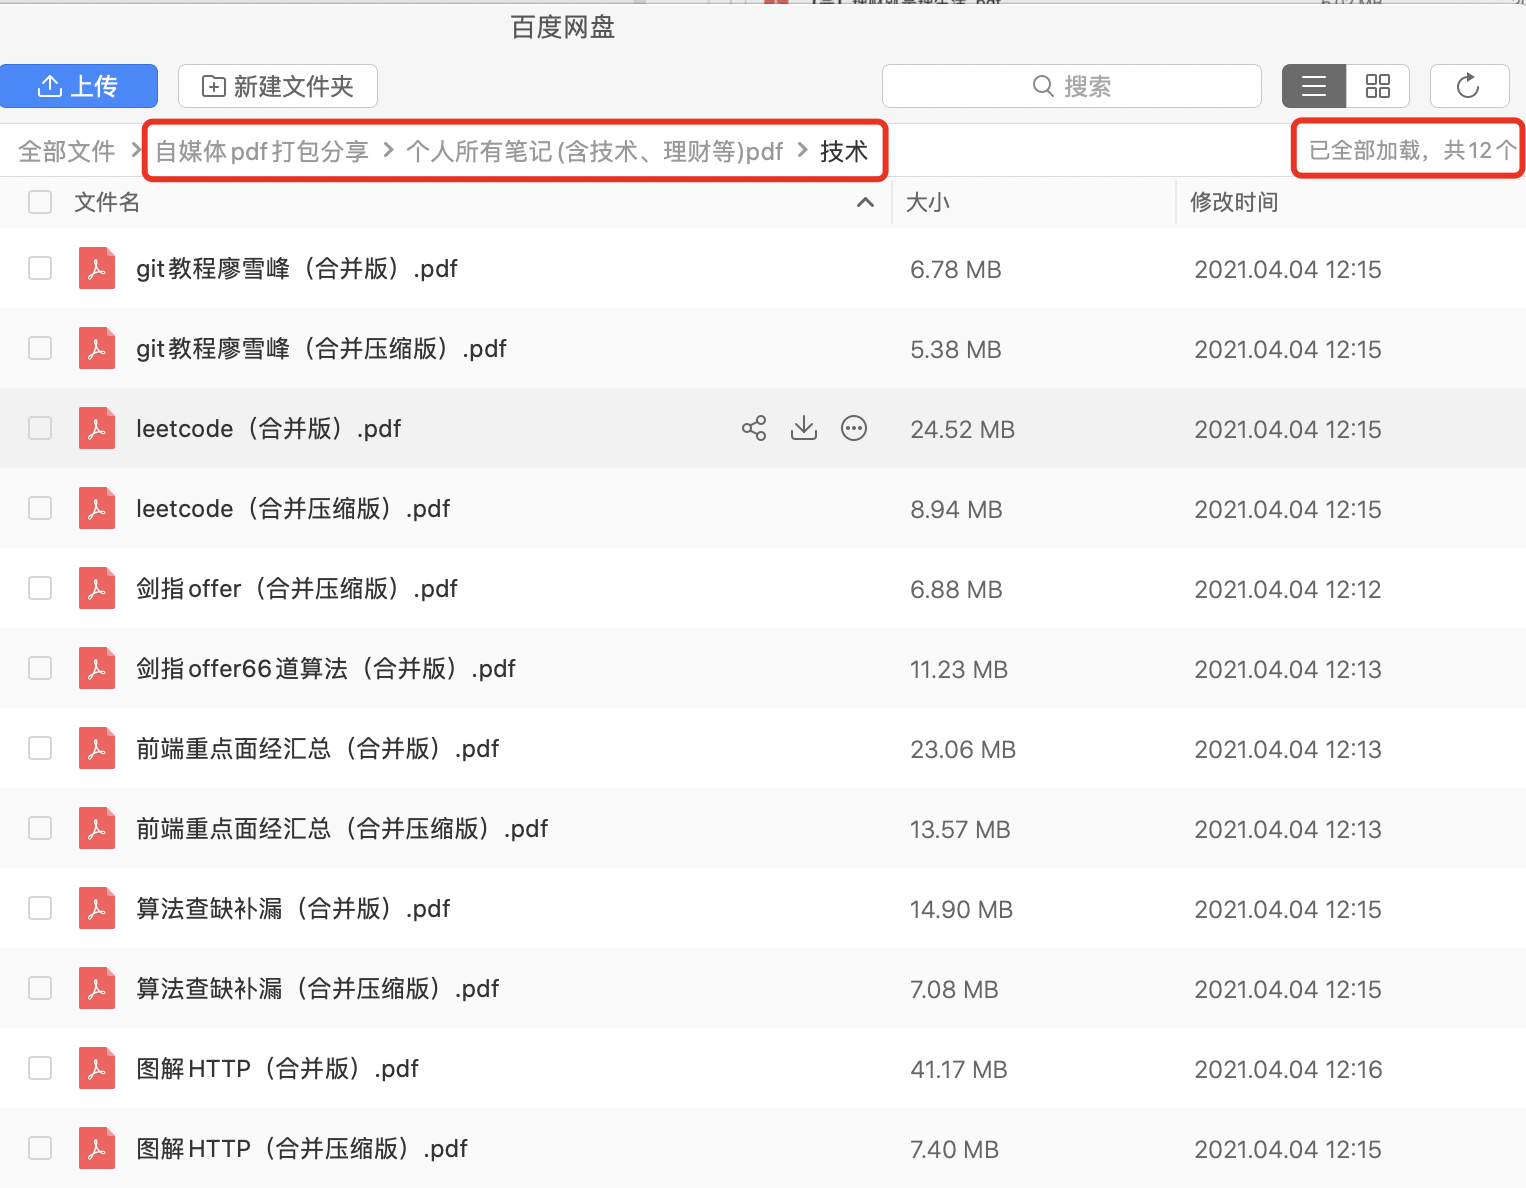 百度网盘
上传 新建文件夹 搜索
全部文件 > 自媒体pdf打包分享 > 个人所有笔记(含技术、理财等)pdf > 技术 已全部加载，共12个
文件名 大小 修改时间
git教程廖雪峰（合并版）.pdf 6.78 MB 2021.04.04 12:15
git教程廖雪峰（合并压缩版）.pdf 5.38 MB 2021.04.04 12:15
leetcode（合并版）.pdf 24.52 MB 2021.04.04 12:15
leetcode（合并压缩版）.pdf 8.94 MB 2021.04.04 12:15
剑指offer（合并压缩版）.pdf 6.88 MB 2021.04.04 12:12
剑指offer66道算法（合并版）.pdf 11.23 MB 2021.04.04 12:13
前端重点面经汇总（合并版）.pdf 23.06 MB 2021.04.04 12:13
前端重点面经汇总（合并压缩版）.pdf 13.57 MB 2021.04.04 12:13
算法查缺补漏（合并版）.pdf 14.90 MB 2021.04.04 12:15
算法查缺补漏（合并压缩版）.pdf 7.08 MB 2021.04.04 12:15
图解HTTP（合并版）.pdf 41.17 MB 2021.04.04 12:16
图解HTTP（合并压缩版）.pdf 7.40 MB 2021.04.04 12:15